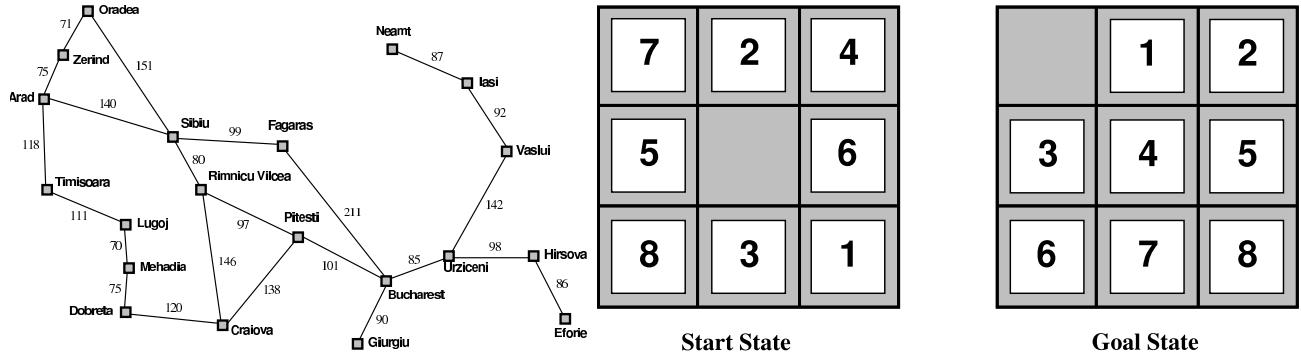 Oradea
71
Neamt
Zerind
87
151
75
Iasi
Arad
140
92
Sibiu
99
Fagaras
118
80
Vaslui
Timisoara
Rimnicu Vilcea
111
142
211
Lugoj
97
Pitesti
70
98
Hirsova
85
Mehadia
146
101
Urziceni
86
75
138
Bucharest
120
Dobreta
90
Craiova
Eforie
Giurgiu
7 2 4
5 6
8 3 1
Start State
1 2
3 4 5
6 7 8
Goal State